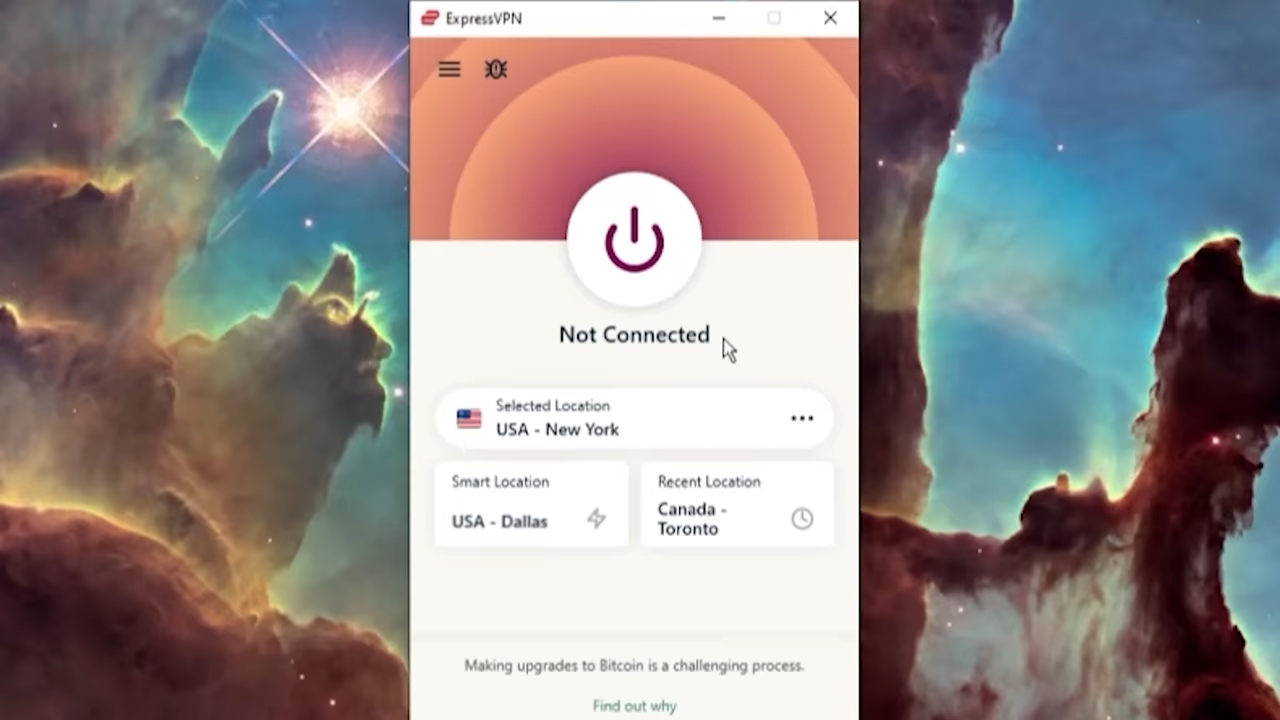 ExpressVPN
Not Connected
Selected Location
USA - New York
Smart Location
USA - Dallas
Recent Location
Canada -
Toronto
Making upgrades to Bitcoin is a challenging process.
Find out why